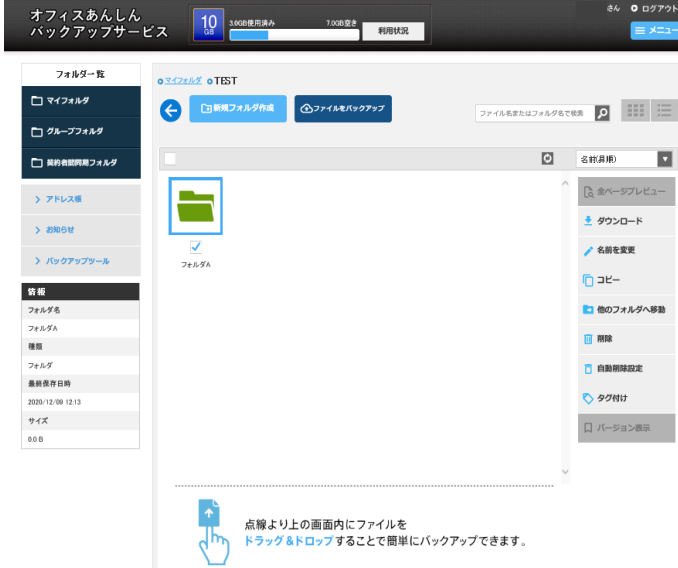 オフィスあんしん
バックアップサービス
10
GB
3.0GB使用済み
7.0GB空き
利用状況
さん
ログアウト
メニュー
フォルダ一覧
マイフォルダ
グループフォルダ
契約者間同期フォルダ
アドレス帳
お知らせ
バックアップツール
情報
フォルダ名
フォルダA
種類
フォルダ
最終保存日時
2020/12/09 12:13
サイズ
0.0 B
マイフォルダ TEST
新規フォルダ作成
ファイルをバックアップ
ファイル名またはフォルダ名で検索
名前(昇順)
フォルダA
全ページプレビュー
ダウンロード
名前を変更
コピー
他のフォルダへ移動
削除
自動削除設定
タグ付け
バージョン表示
点線より上の画面内にファイルを
ドラッグ&ドロップすることで簡単にバックアップできます。